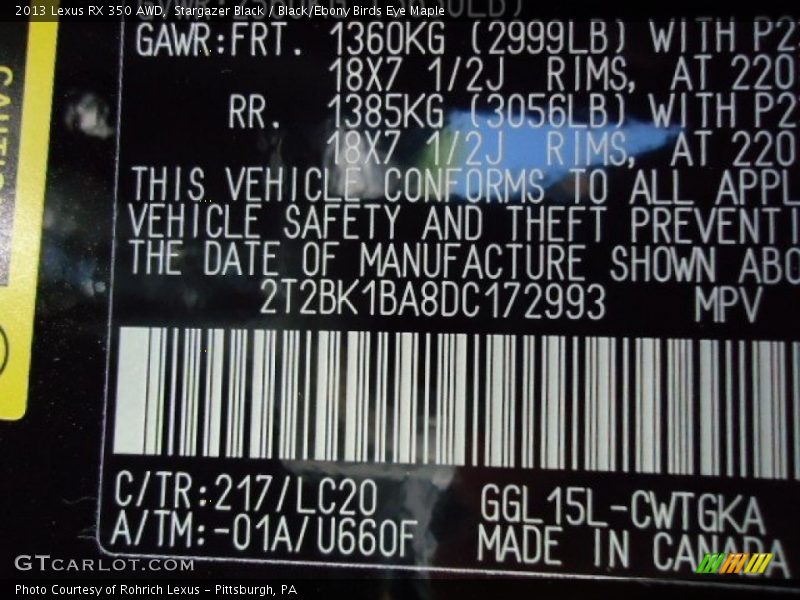 2013 Lexus RX 350 AWD, Stargazer Black / Black/Ebony Birds Eye Maple
GAWR:FRT. 1360KG (2999LB) WITH P2
18X7 1/2J RIMS, AT 220
RR. 1385KG (3056LB) WITH P2
18X7 1/2J RIMS, AT 220
THIS VEHICLE CONFORMS TO ALL APPL
VEHICLE SAFETY AND THEFT PREVENTI
THE DATE OF MANUFACTURE SHOWN ABO
2T2BK1BA8DC172993 MPV
C/TR:217/LC20 GGL15L-CWTGKA
A/TM:-01A/U660F MADE IN CANADA
GTCARLOT.COM
Photo Courtesy of Rohrich Lexus – Pittsburgh, PA